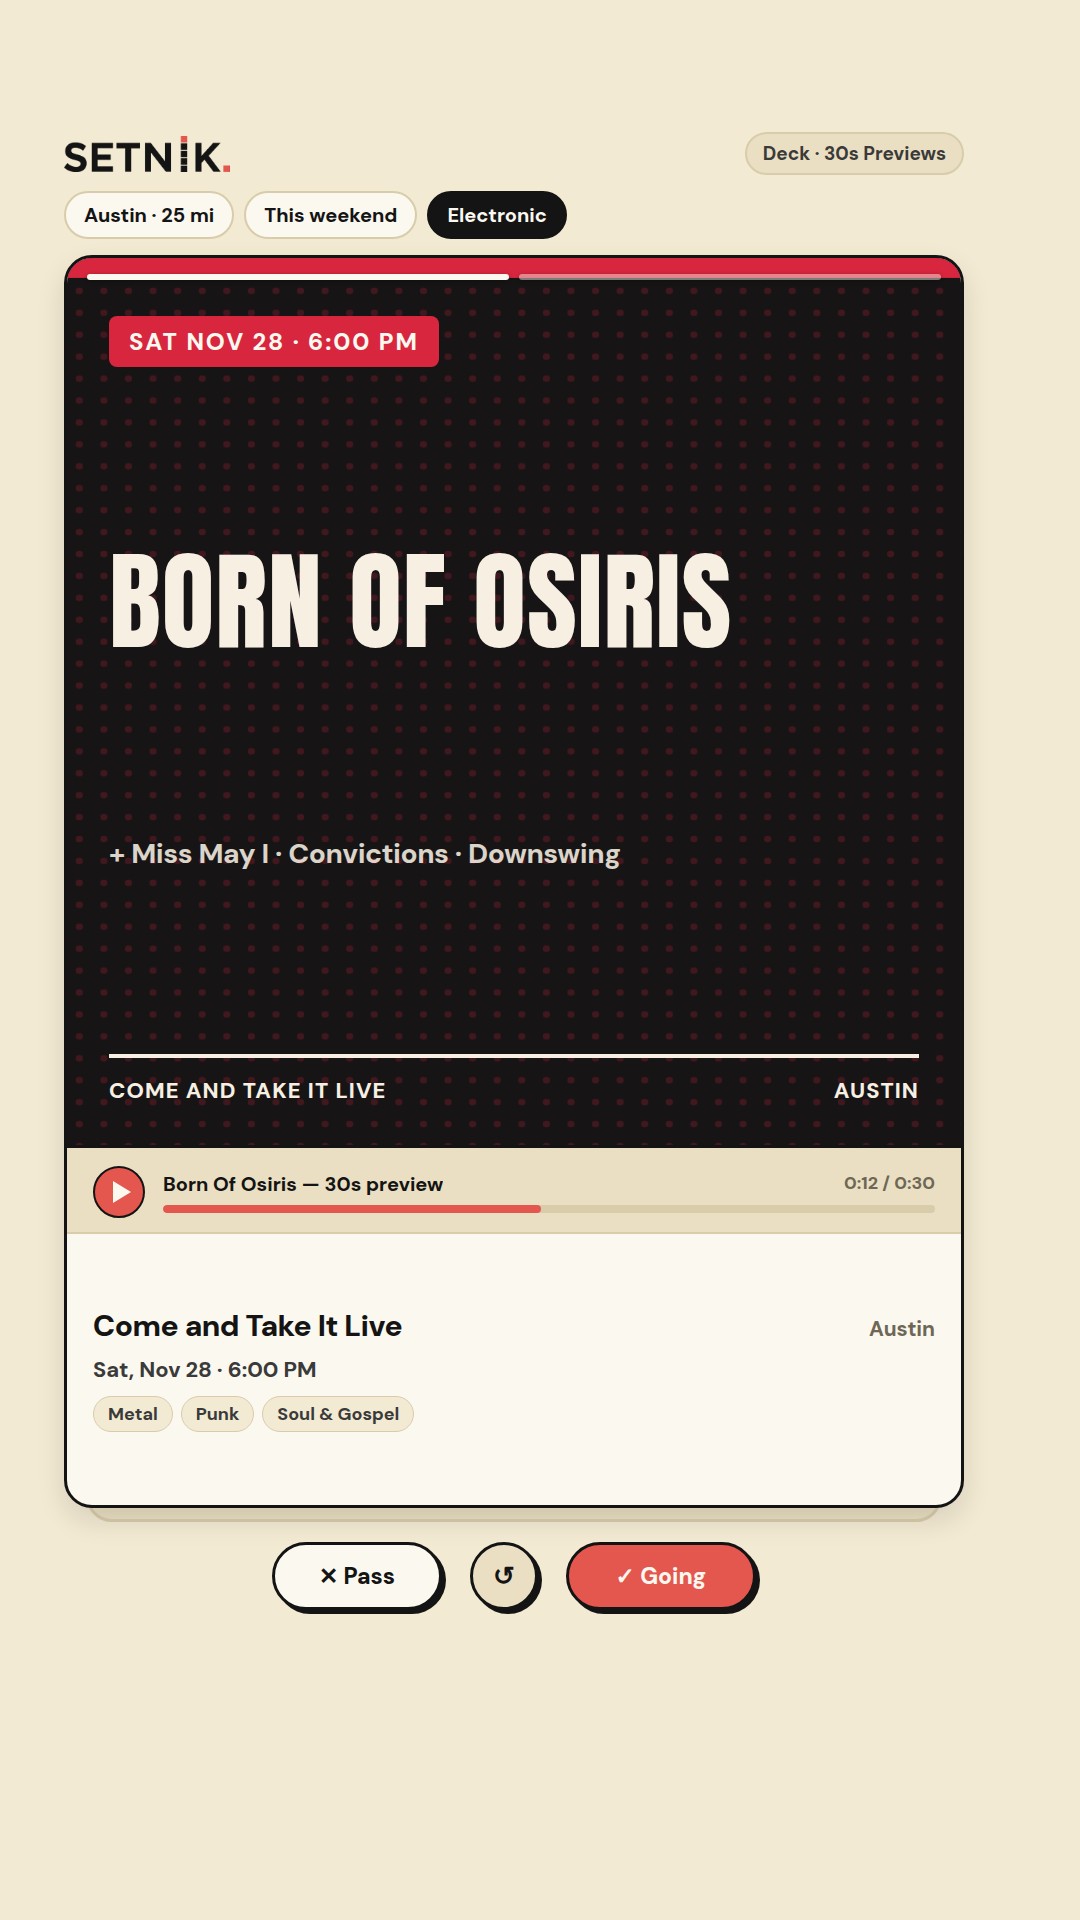 SETNIK.
Deck · 30s Previews
Austin · 25 mi
This weekend
Electronic
SAT NOV 28 · 6:00 PM
BORN OF OSIRIS
+ Miss May I · Convictions · Downswing
COME AND TAKE IT LIVE
AUSTIN
Born Of Osiris — 30s preview
0:12 / 0:30
Come and Take It Live
Austin
Sat, Nov 28 · 6:00 PM
Metal
Punk
Soul & Gospel
✕ Pass
↺
✓ Going